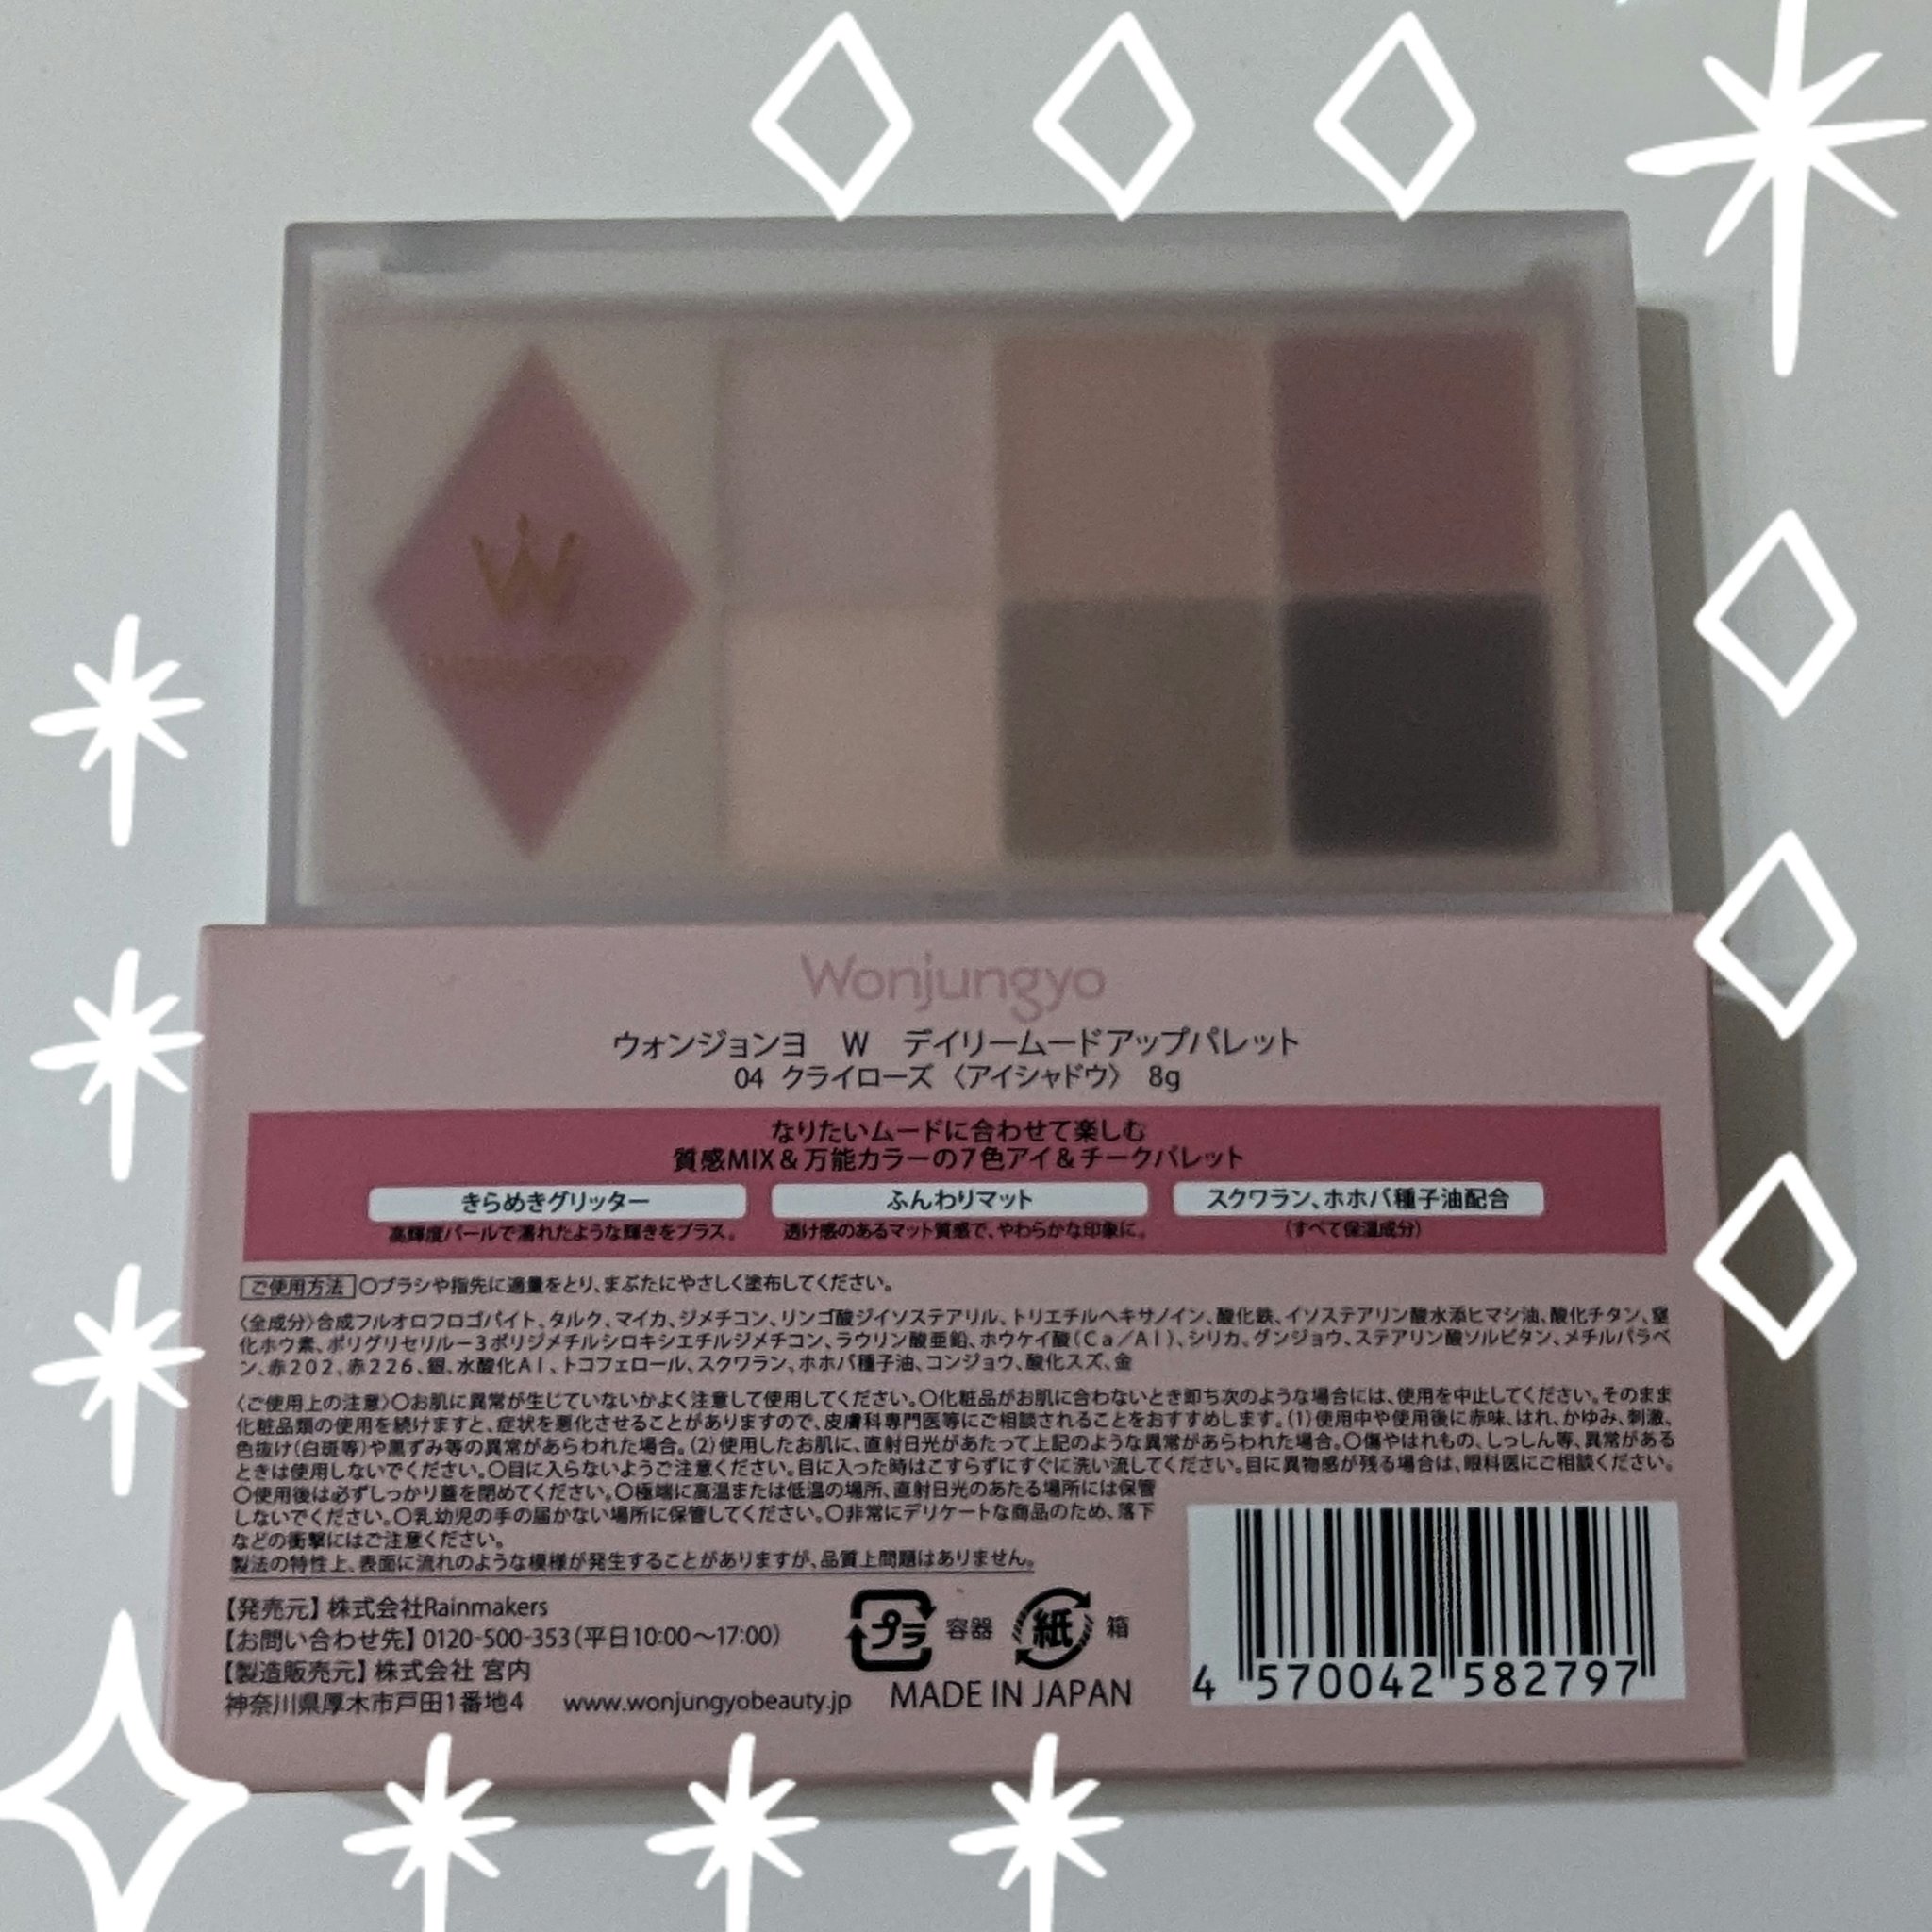 W
Wonjungyo
ウォンジョンヨ W デイリームードアップパレット
04 クライローズ〈アイシャドウ〉 8g
なりたいムードに合わせて楽しむ
質感MIX&万能カラーの7色アイ&チークパレット
きらめきグリッター
ふんわりマット
スクワラン、ホホバ種子油配合
高輝度パールで濡れたような輝きをプラス。
透け感のあるマット質感で、やわらかな印象に。
(すべて保湿成分)
ご使用方法 〇ブラシや指先に適量をとり、まぶたにやさしく塗布してください。
〈全成分〉合成フルオロフロゴパイト、タルク、マイカ、ジメチコン、リンゴ酸ジイソステアリル、トリエチルヘキサノイン、酸化鉄、イソステアリン酸水添ヒマシ油、酸化チタン、窒
化ホウ素、ポリグリセリル-3ポリジメチルシロキシエチルジメチコン、ラウリン酸亜鉛、ホウケイ酸(Ca/Al)、シリカ、グンジョウ、ステアリン酸ソルビタン、メチルパラベ
ン、赤202、赤226、銀、水酸化Al、トコフェロール、スクワラン、ホホバ種子油、コンジョウ、酸化スズ、金
〈ご使用上の注意〉〇お肌に異常が生じていないかよく注意して使用してください。〇化粧品がお肌に合わないとき即ち次のような場合には、使用を中止してください。そのまま
化粧品類の使用を続けますと、症状を悪化させることがありますので、皮膚科専門医等にご相談されることをおすすめします。(1)使用中や使用後に赤味、はれ、かゆみ、刺激、
色抜け(白斑等)や黒ずみ等の異常があらわれた場合。(2)使用したお肌に、直射日光があたって上記のような異常があらわれた場合。〇傷やはれもの、しっしん等、異常がある
ときは使用しないでください。〇目に入らないようご注意ください。目に入った時はこすらずにすぐに洗い流してください。目に異物感が残る場合は、眼科医にご相談ください。
〇使用後は必ずしっかり蓋を閉めてください。〇極端に高温または低温の場所、直射日光のあたる場所には保管
しないでください。〇乳幼児の手の届かない場所に保管してください。〇非常にデリケートな商品のため、落下
などの衝撃にはご注意ください。
製法の特性上、表面に流れのような模様が発生することがありますが、品質上問題はありません。
【発売元】株式会社Rainmakers
【お問い合わせ先】0120-500-353(平日10:00〜17:00)
【製造販売元】株式会社 宮内
神奈川県厚木市戸田1番地4 www.wonjungyobeauty.jp
プラ 容器 紙 箱
MADE IN JAPAN
4 570042 582797